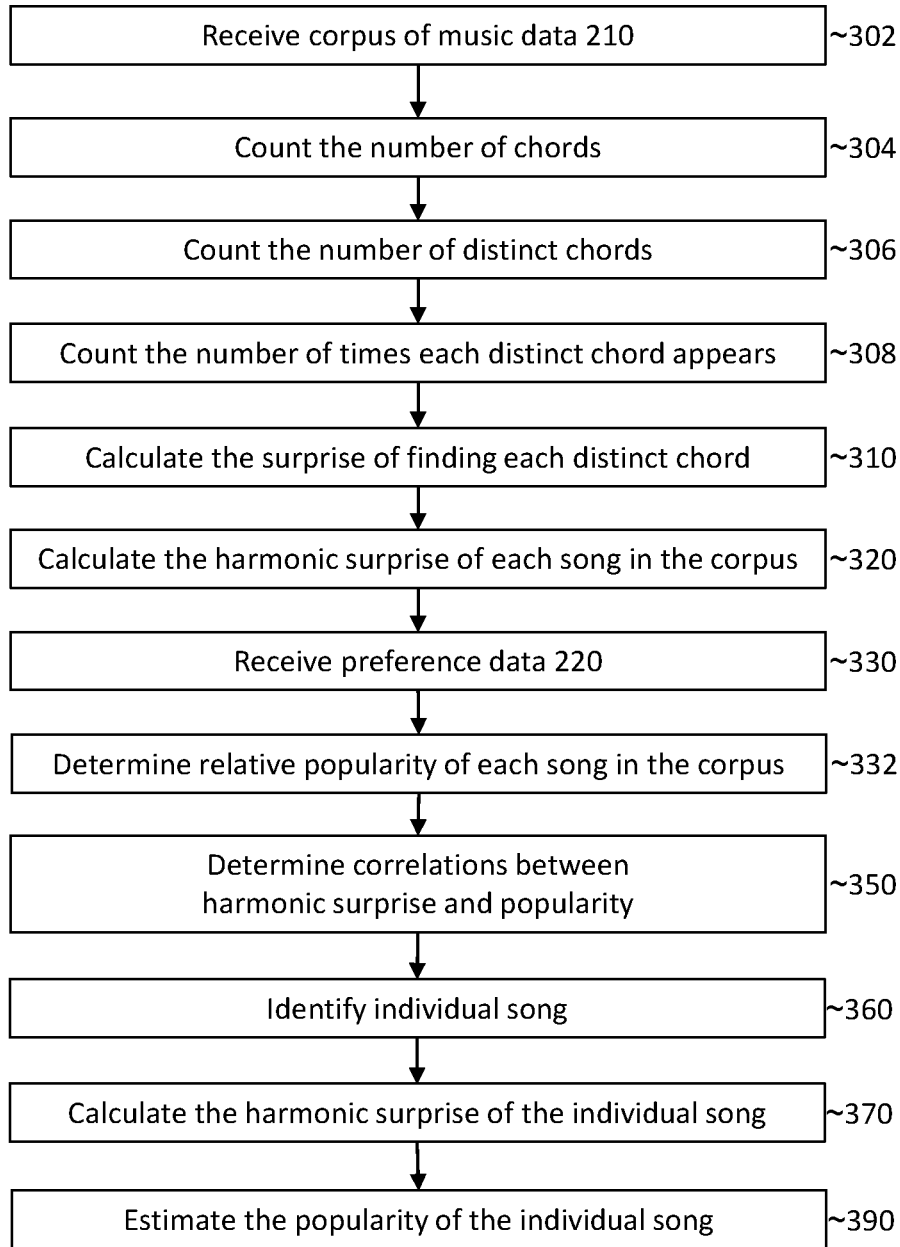 Receive corpus of music data 210 ~302
Count the number of chords ~304
Count the number of distinct chords ~306
Count the number of times each distinct chord appears ~308
Calculate the surprise of finding each distinct chord ~310
Calculate the harmonic surprise of each song in the corpus ~320
Receive preference data 220 ~330
Determine relative popularity of each song in the corpus ~332
Determine correlations between
harmonic surprise and popularity ~350
Identify individual song ~360
Calculate the harmonic surprise of the individual song ~370
Estimate the popularity of the individual song ~390